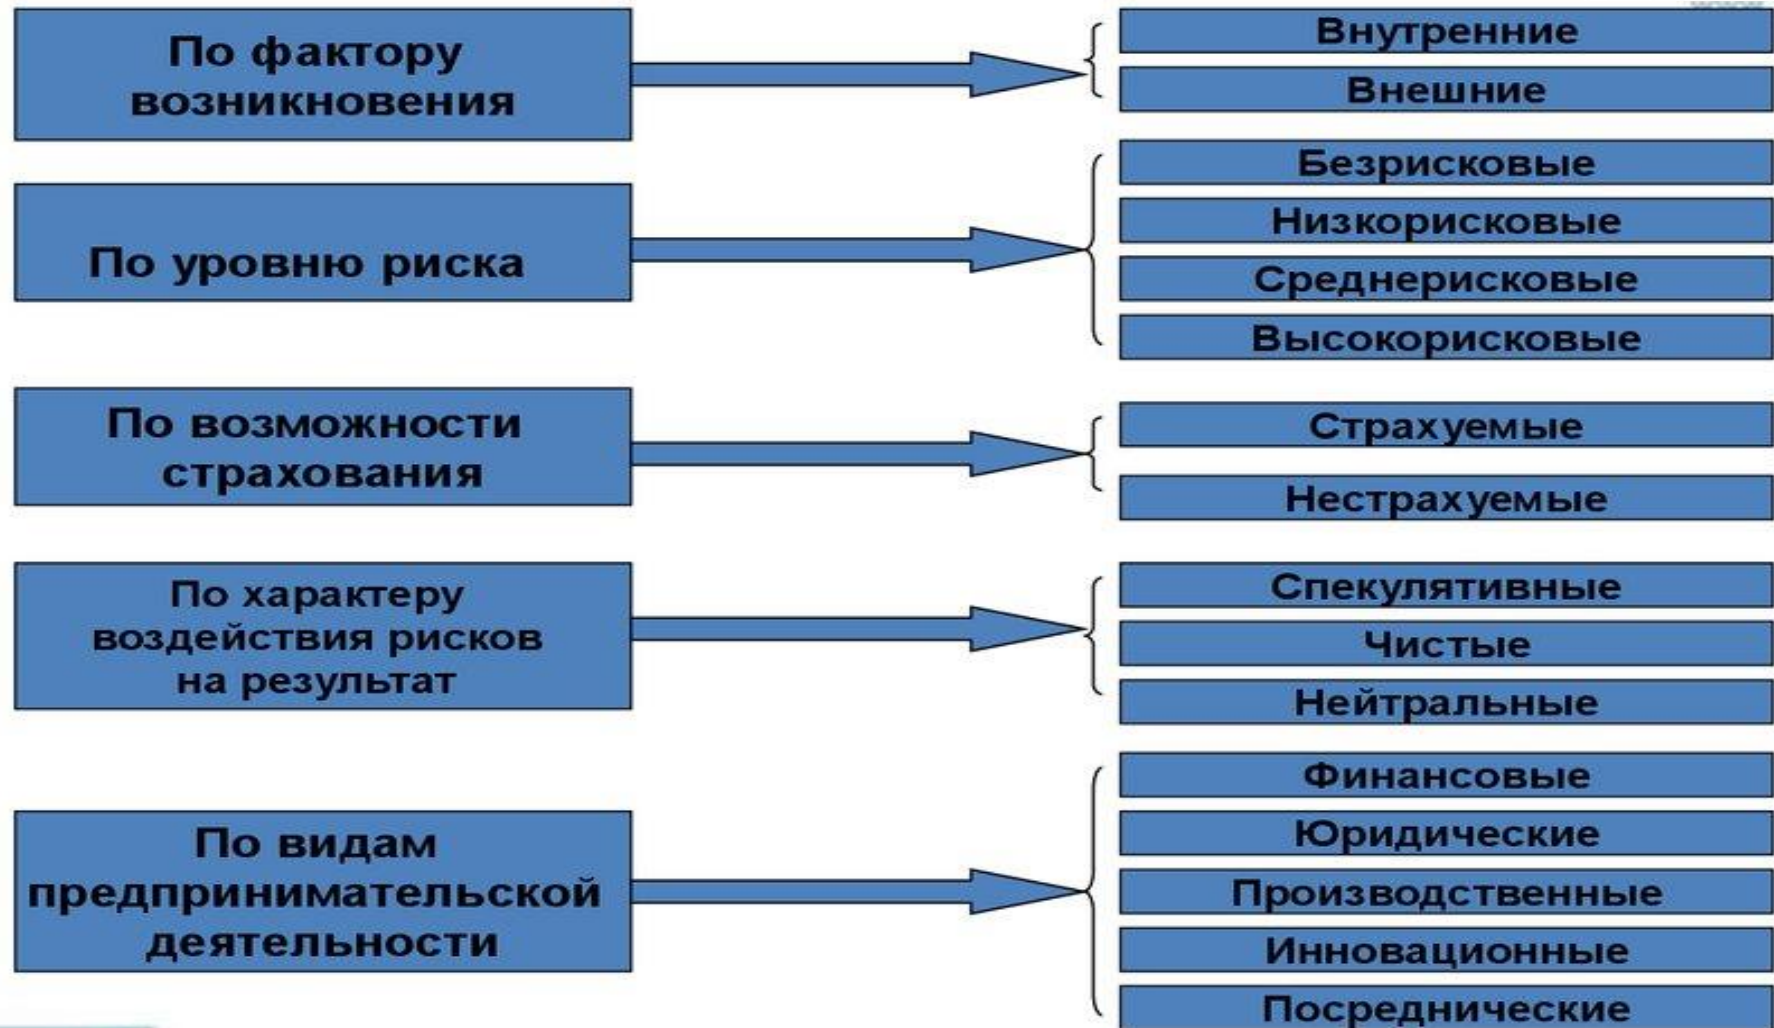 По фактору
возникновения
Внутренние
Внешние
По уровню риска
Безрисковые
Низкорисковые
Среднерисковые
Высокорисковые
По возможности
страхования
Страхуемые
Нестрахуемые
По характеру
воздействия рисков
на результат
Спекулятивные
Чистые
Нейтральные
По видам
предпринимательской
деятельности
Финансовые
Юридические
Производственные
Инновационные
Посреднические